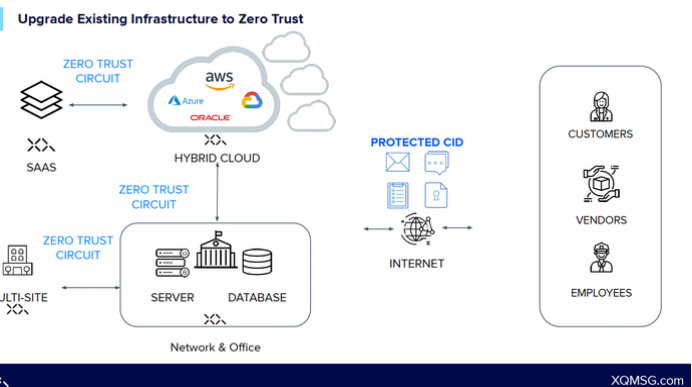 Upgrade Existing Infrastructure to Zero Trust
ZERO TRUST
CIRCUIT
aws
Azure
ORACLE
SAAS
HYBRID CLOUD
PROTECTED CID
CUSTOMERS
ZERO TRUST
CIRCUIT
VENDORS
ZERO TRUST
CIRCUIT
INTERNET
ULTI-SITE
SERVER
DATABASE
EMPLOYEES
Network & Office
XQMSG.com